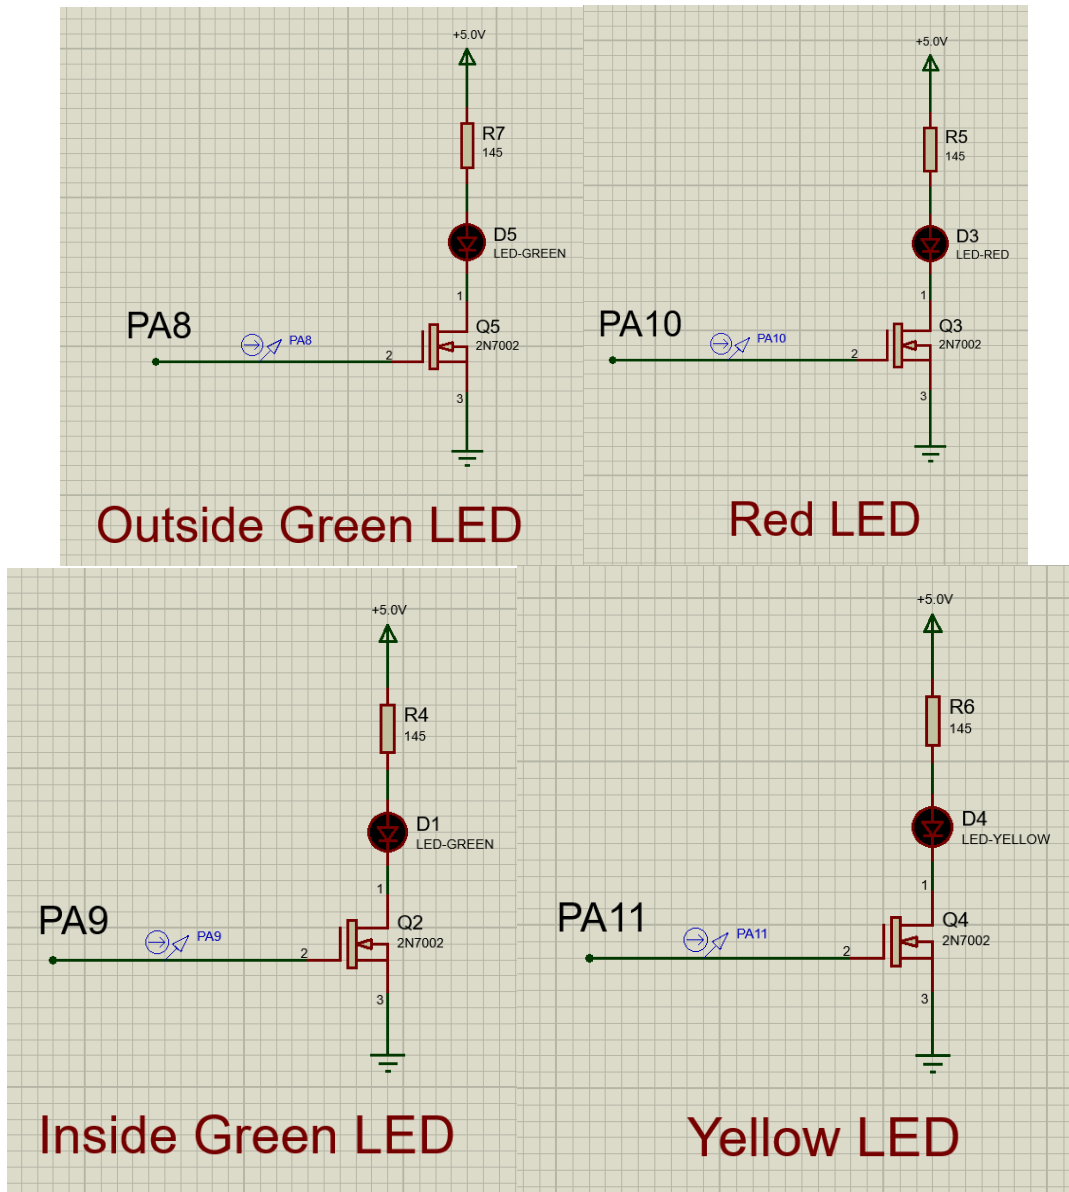 +5.0V
R7
145
D5
LED-GREEN
1
PA8
PA8
Q5
2N7002
2
3
Outside Green LED
+5.0V
R5
145
D3
LED-RED
1
PA10
PA10
Q3
2N7002
2
3
Red LED
+5.0V
R4
145
D1
LED-GREEN
1
PA9
PA9
Q2
2N7002
2
3
Inside Green LED
+5.0V
R6
145
D4
LED-YELLOW
1
PA11
PA11
Q4
2N7002
2
3
Yellow LED